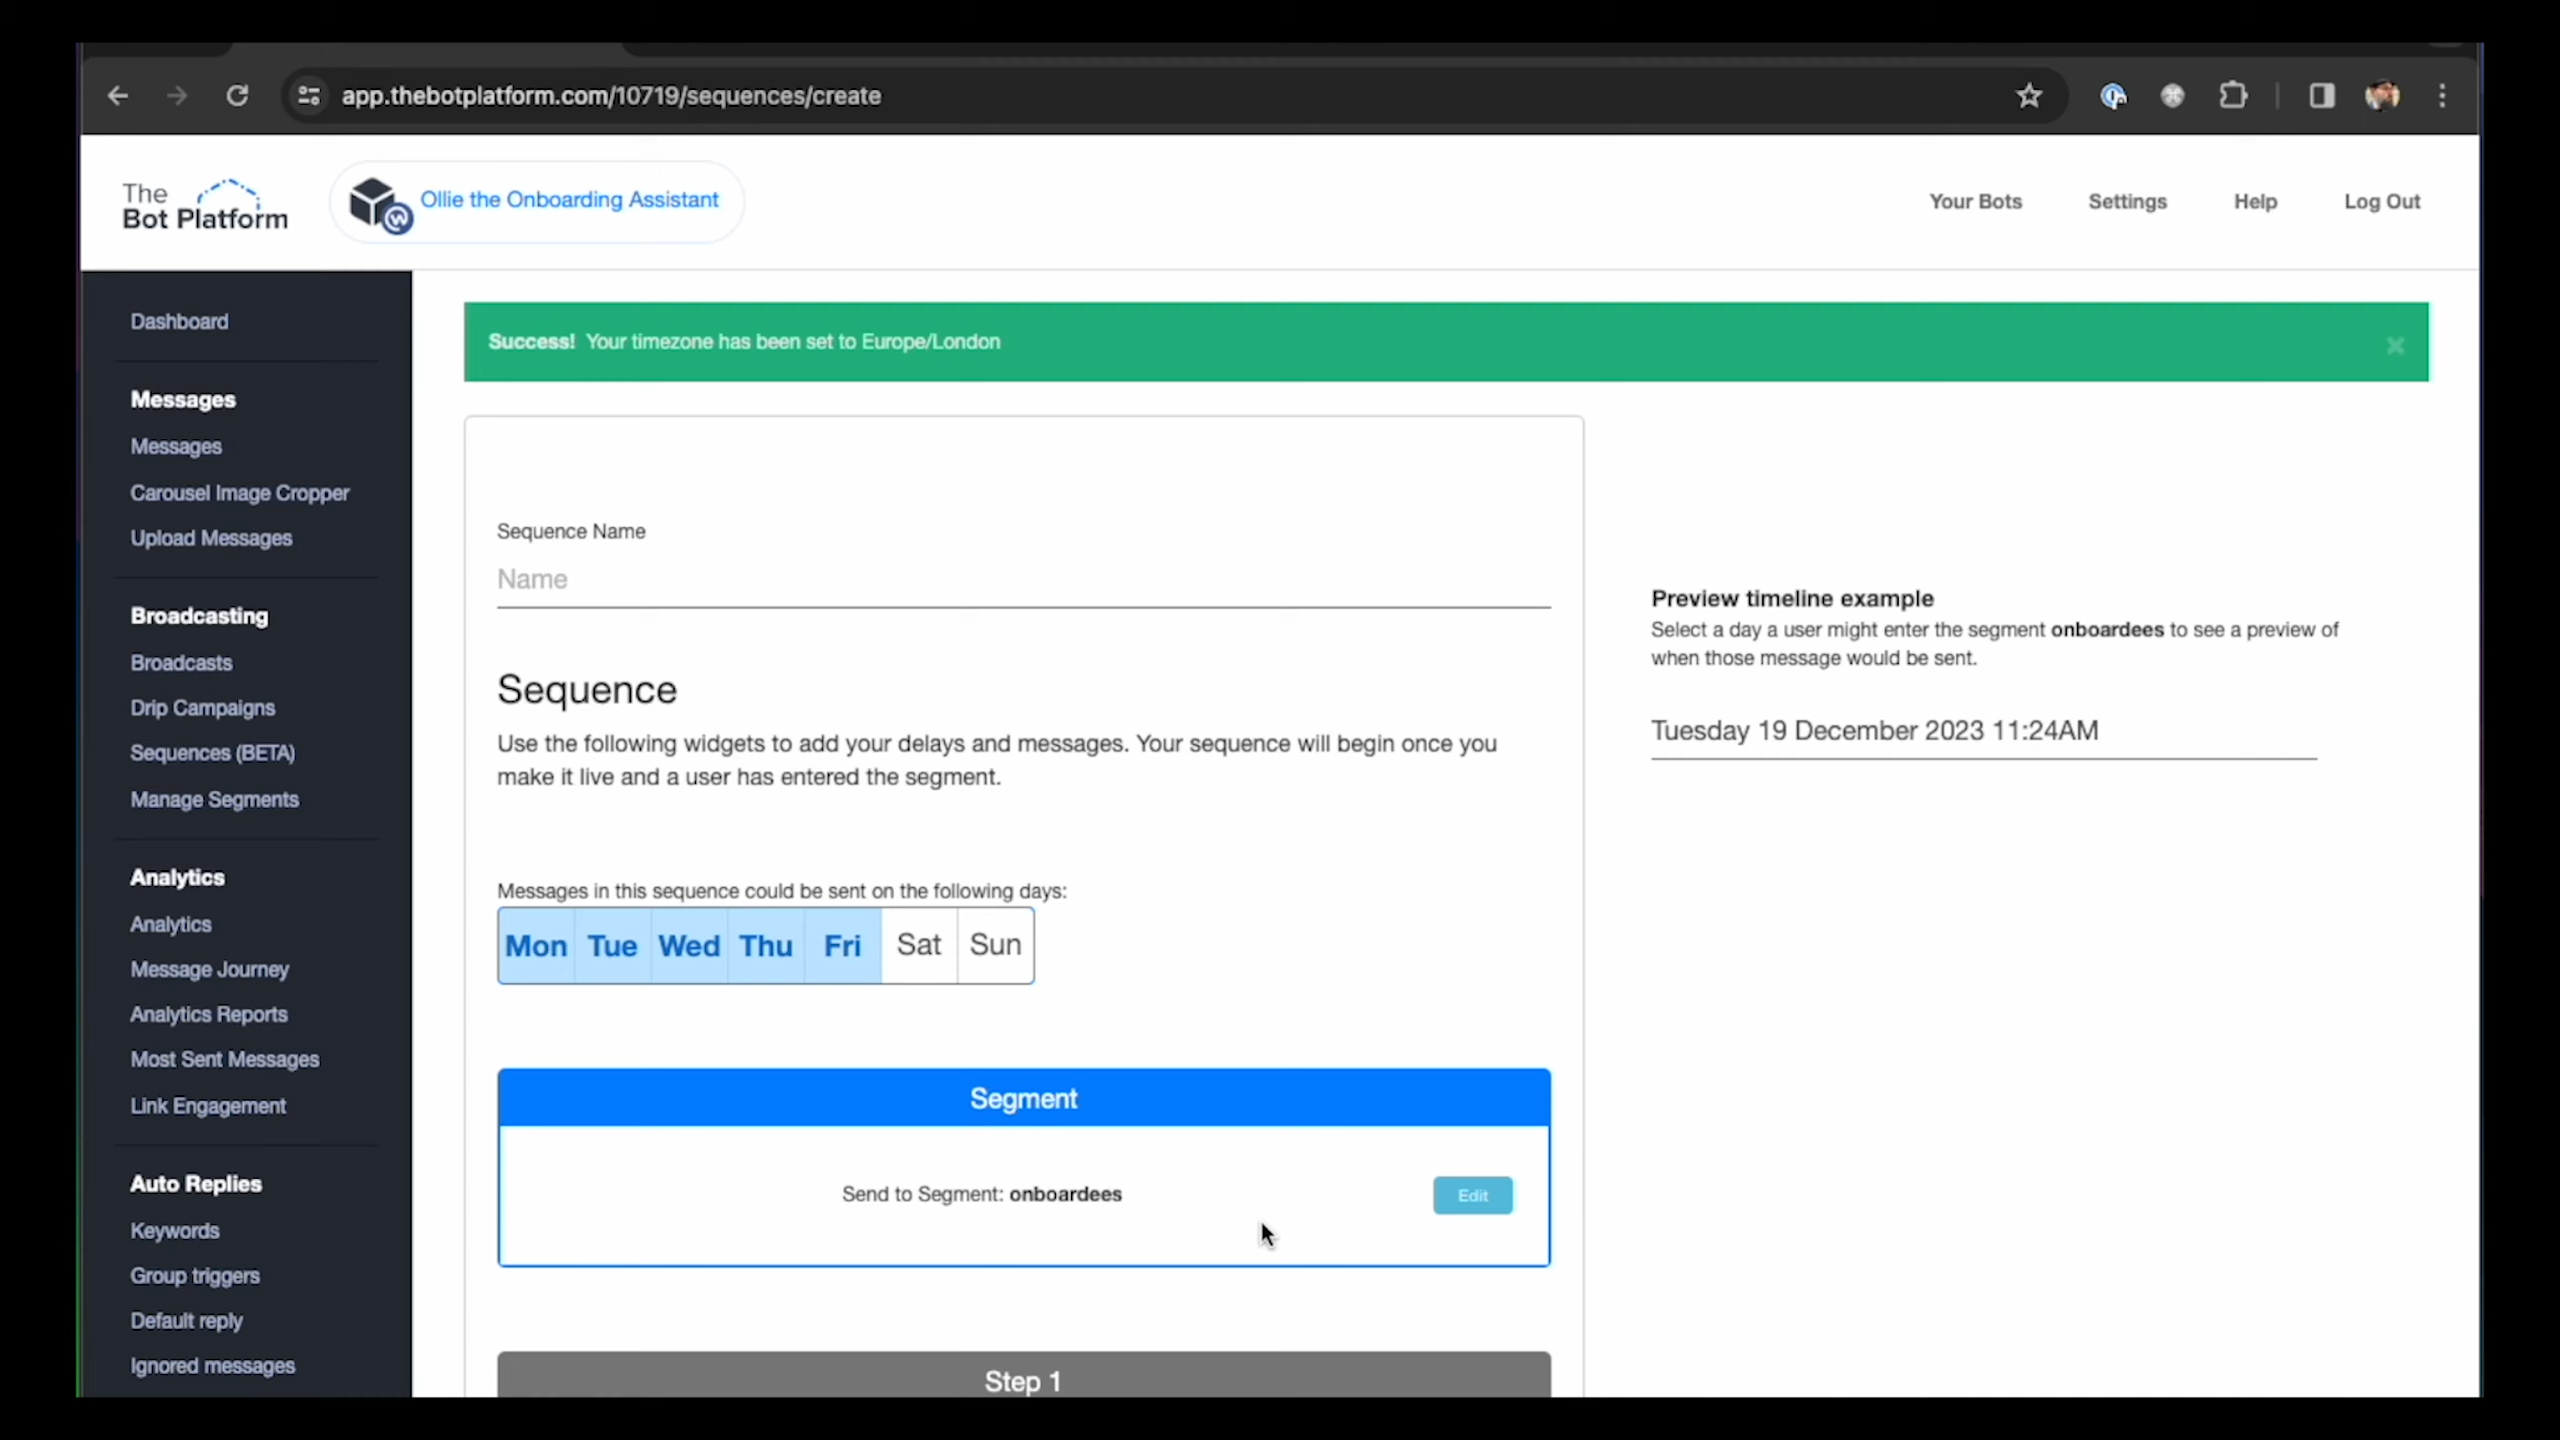 app.thebotplatform.com/10719/sequences/create
The
Bot Platform
Ollie the Onboarding Assistant
Your Bots
Settings
Help
Log Out
Dashboard
Messages
Messages
Carousel Image Cropper
Upload Messages
Broadcasting
Broadcasts
Drip Campaigns
Sequences (BETA)
Manage Segments
Analytics
Analytics
Message Journey
Analytics Reports
Most Sent Messages
Link Engagement
Auto Replies
Keywords
Group triggers
Default reply
Ignored messages
Success! Your timezone has been set to Europe/London
Sequence Name
Name
Sequence
Use the following widgets to add your delays and messages. Your sequence will begin once you
make it live and a user has entered the segment.
Messages in this sequence could be sent on the following days:
Mon Tue Wed Thu Fri Sat Sun
Segment
Send to Segment: onboardees
Edit
Step 1
Preview timeline example
Select a day a user might enter the segment onboardees to see a preview of
when those message would be sent.
Tuesday 19 December 2023 11:24AM